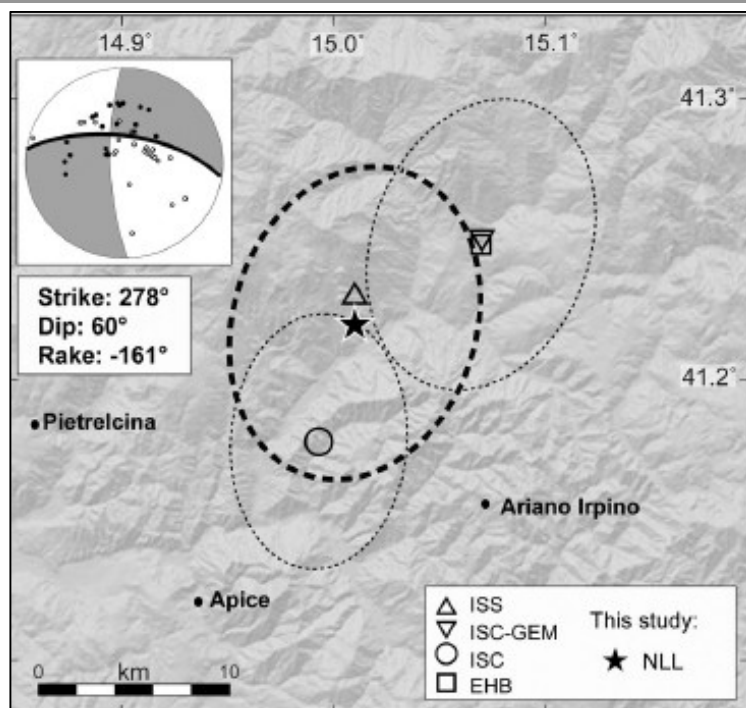 14.9° 15.0° 15.1°
41.3°
Strike: 278°
Dip: 60°
Rake: -161°
41.2°
Pietrelcina
Ariano Irpino
Apice
0 km 10
ISS
ISC-GEM
ISC
EHB
This study:
NLL